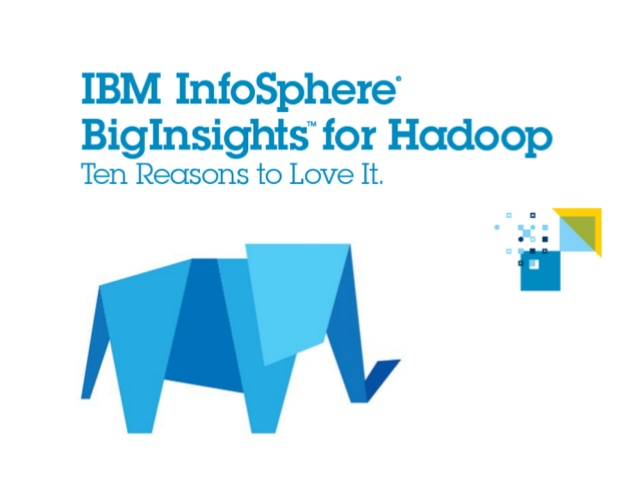 IBM InfoSphere®
BigInsights™ for Hadoop
Ten Reasons to Love It.